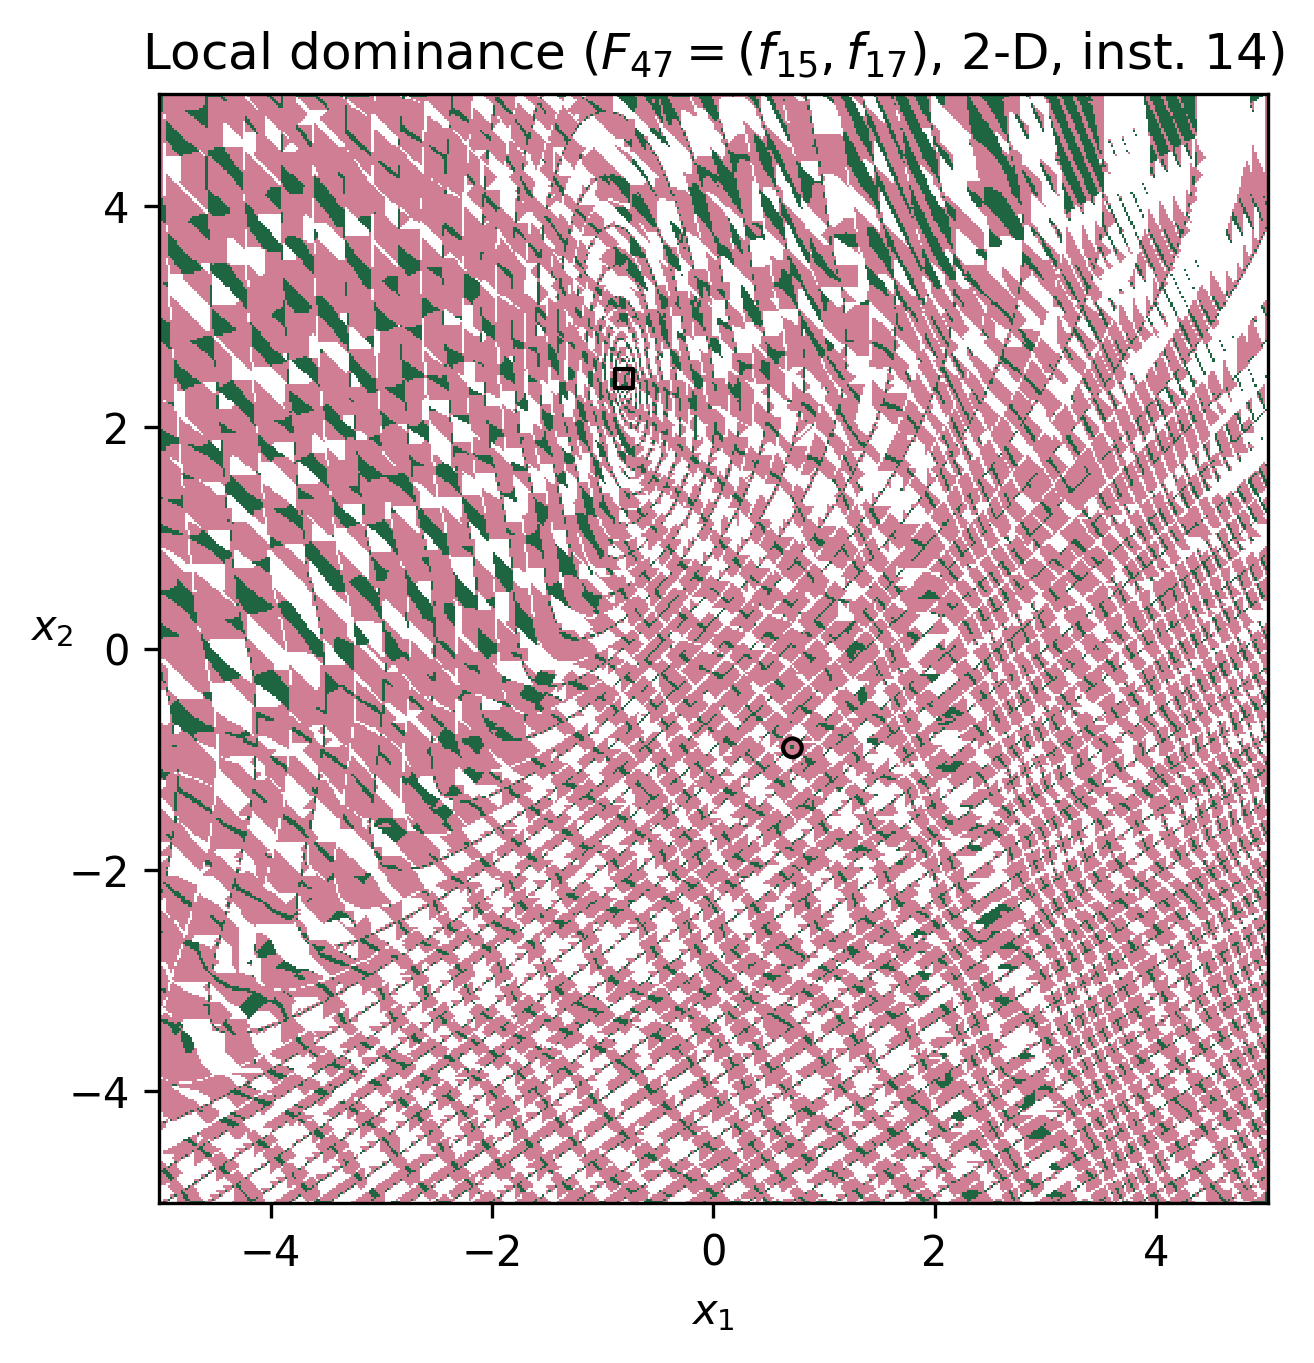 Local dominance (F₄₇ = (f₁₅, f₁₇), 2-D, inst. 14)
4
2
x₂
0
−2
−4
−4 −2 0 2 4
x₁